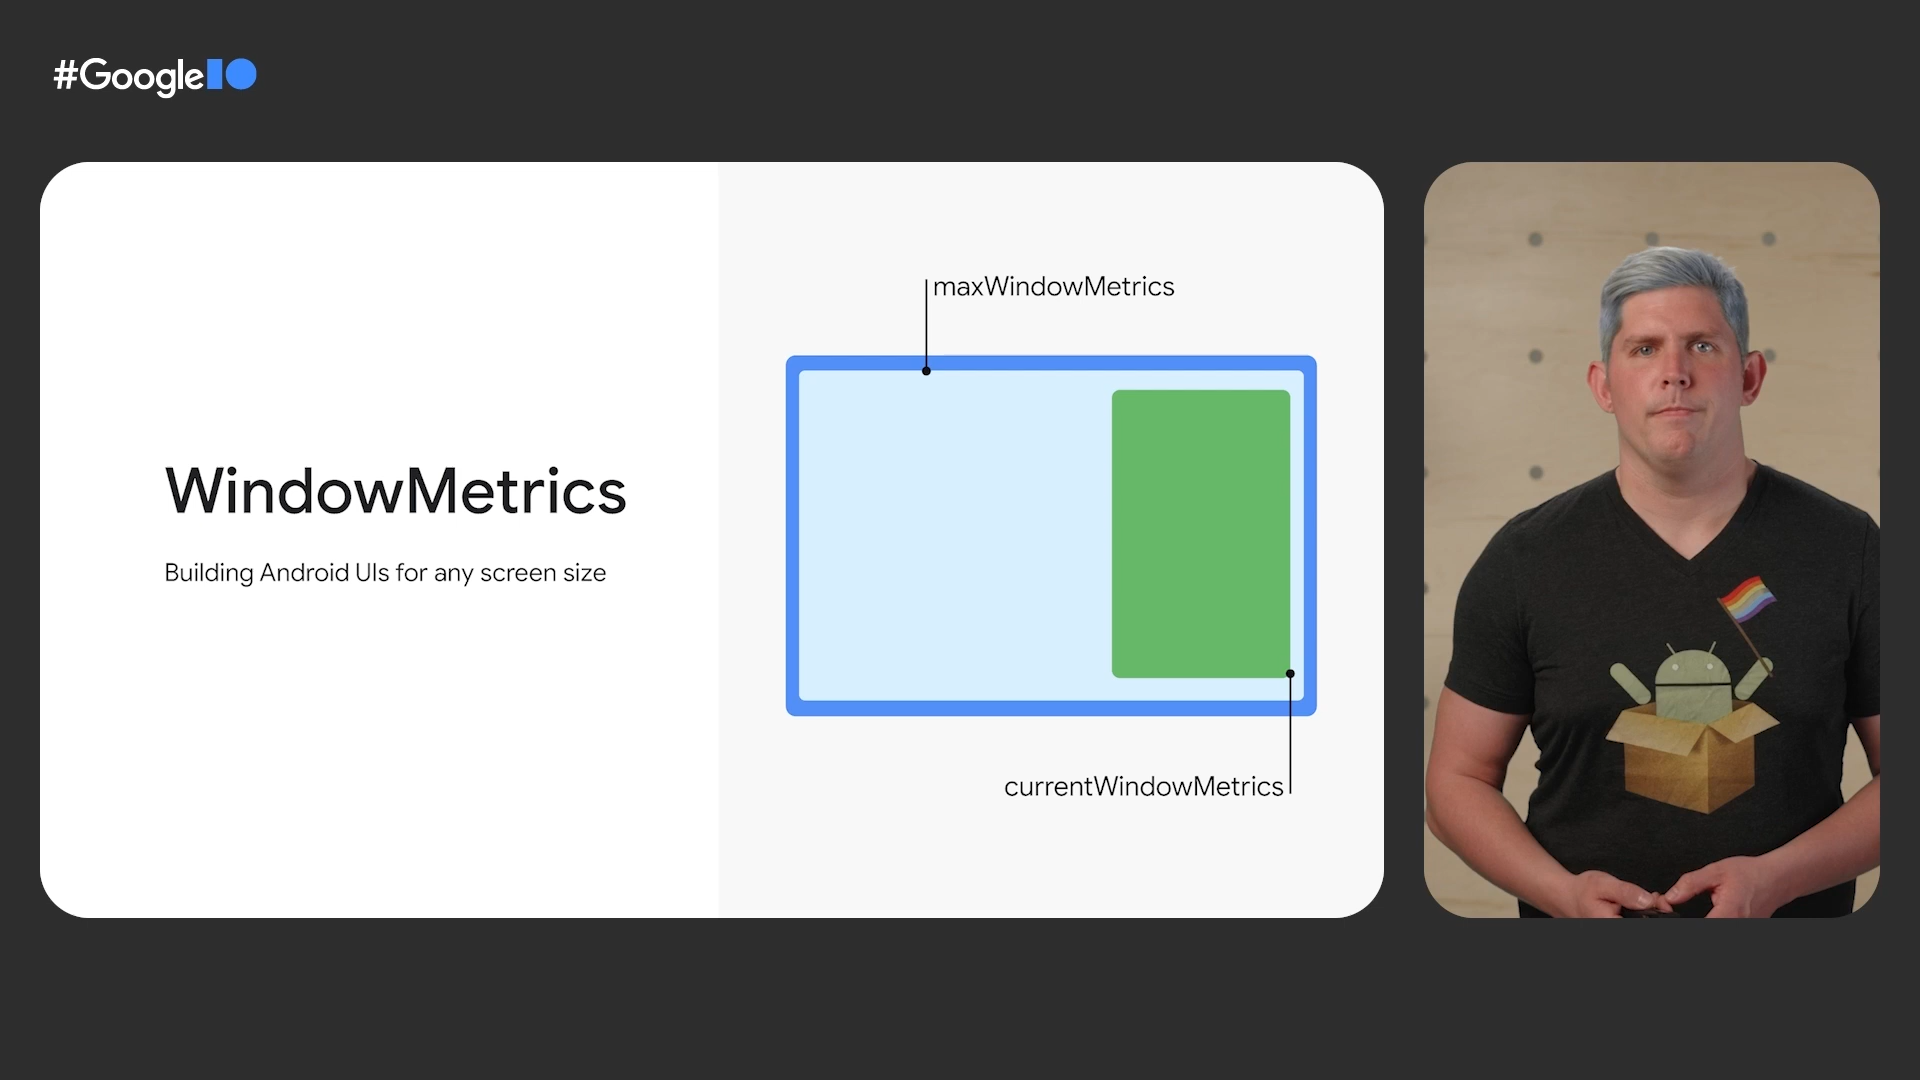 #GoogleIO
maxWindowMetrics
WindowMetrics
Building Android UIs for any screen size
currentWindowMetrics